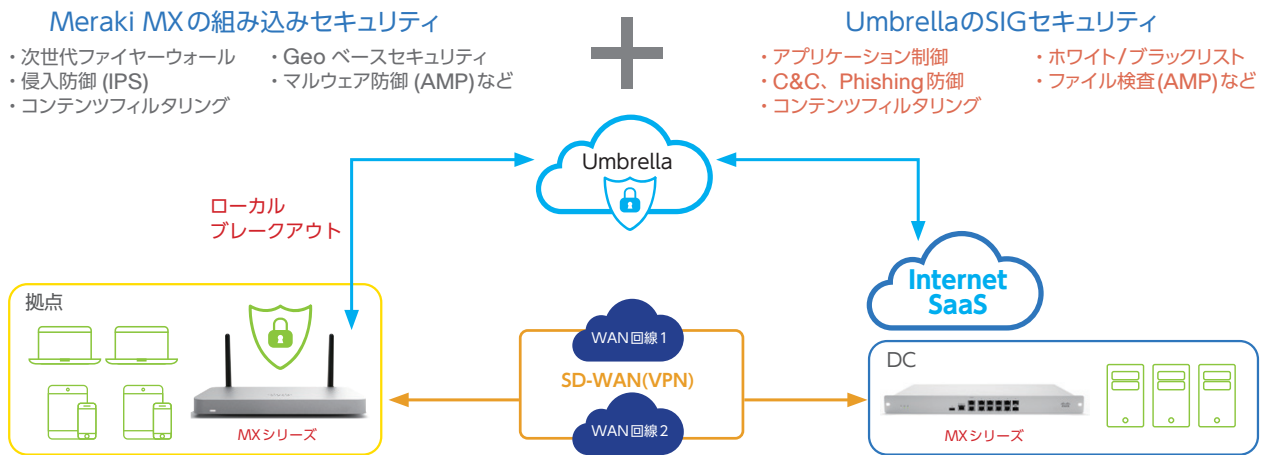 Meraki MXの組み込みセキュリティ
・次世代ファイヤーウォール
・侵入防御 (IPS)
・コンテンツフィルタリング
・Geo ベースセキュリティ
・マルウェア防御 (AMP)など
UmbrellaのSIGセキュリティ
・アプリケーション制御
・C&C、Phishing防御
・コンテンツフィルタリング
・ホワイト/ブラックリスト
・ファイル検査(AMP)など
Umbrella
ローカル
ブレークアウト
Internet
SaaS
拠点
MXシリーズ
WAN回線1
SD-WAN(VPN)
WAN回線2
DC
MXシリーズ